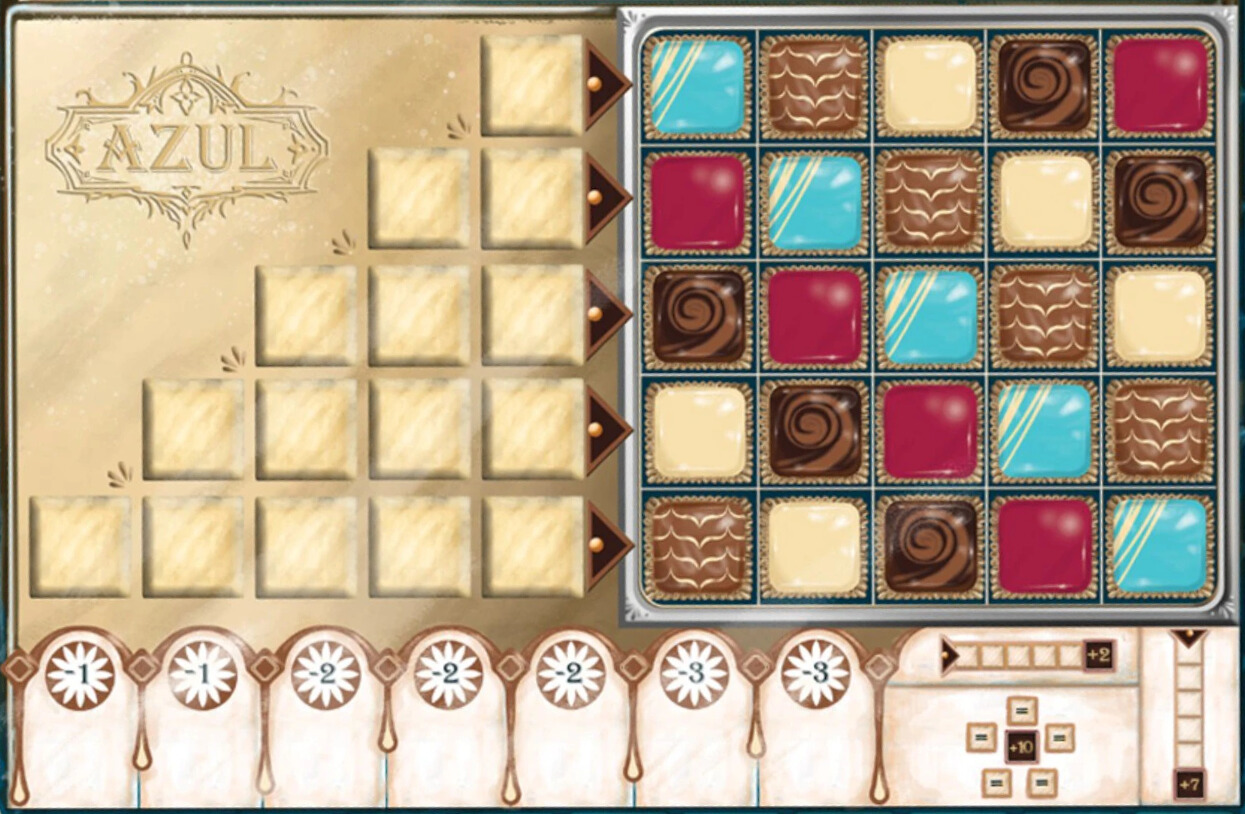 AZUL
-1 -1 -2 -2 -2 -3 -3
+2
=
= +10 =
= =
+7